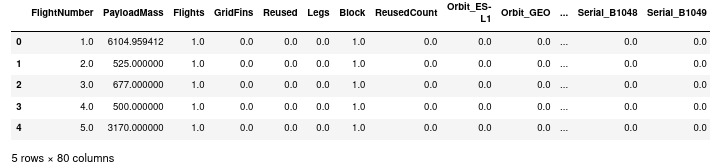 FlightNumber PayloadMass Flights GridFins Reused Legs Block ReusedCount Orbit_ES-L1 Orbit_GEO ... Serial_B1048 Serial_B1049
0 1.0 6104.959412 1.0 0.0 0.0 0.0 1.0 0.0 0.0 0.0 ... 0.0 0.0
1 2.0 525.000000 1.0 0.0 0.0 0.0 1.0 0.0 0.0 0.0 ... 0.0 0.0
2 3.0 677.000000 1.0 0.0 0.0 0.0 1.0 0.0 0.0 0.0 ... 0.0 0.0
3 4.0 500.000000 1.0 0.0 0.0 0.0 1.0 0.0 0.0 0.0 ... 0.0 0.0
4 5.0 3170.000000 1.0 0.0 0.0 0.0 1.0 0.0 0.0 0.0 ... 0.0 0.0
5 rows × 80 columns